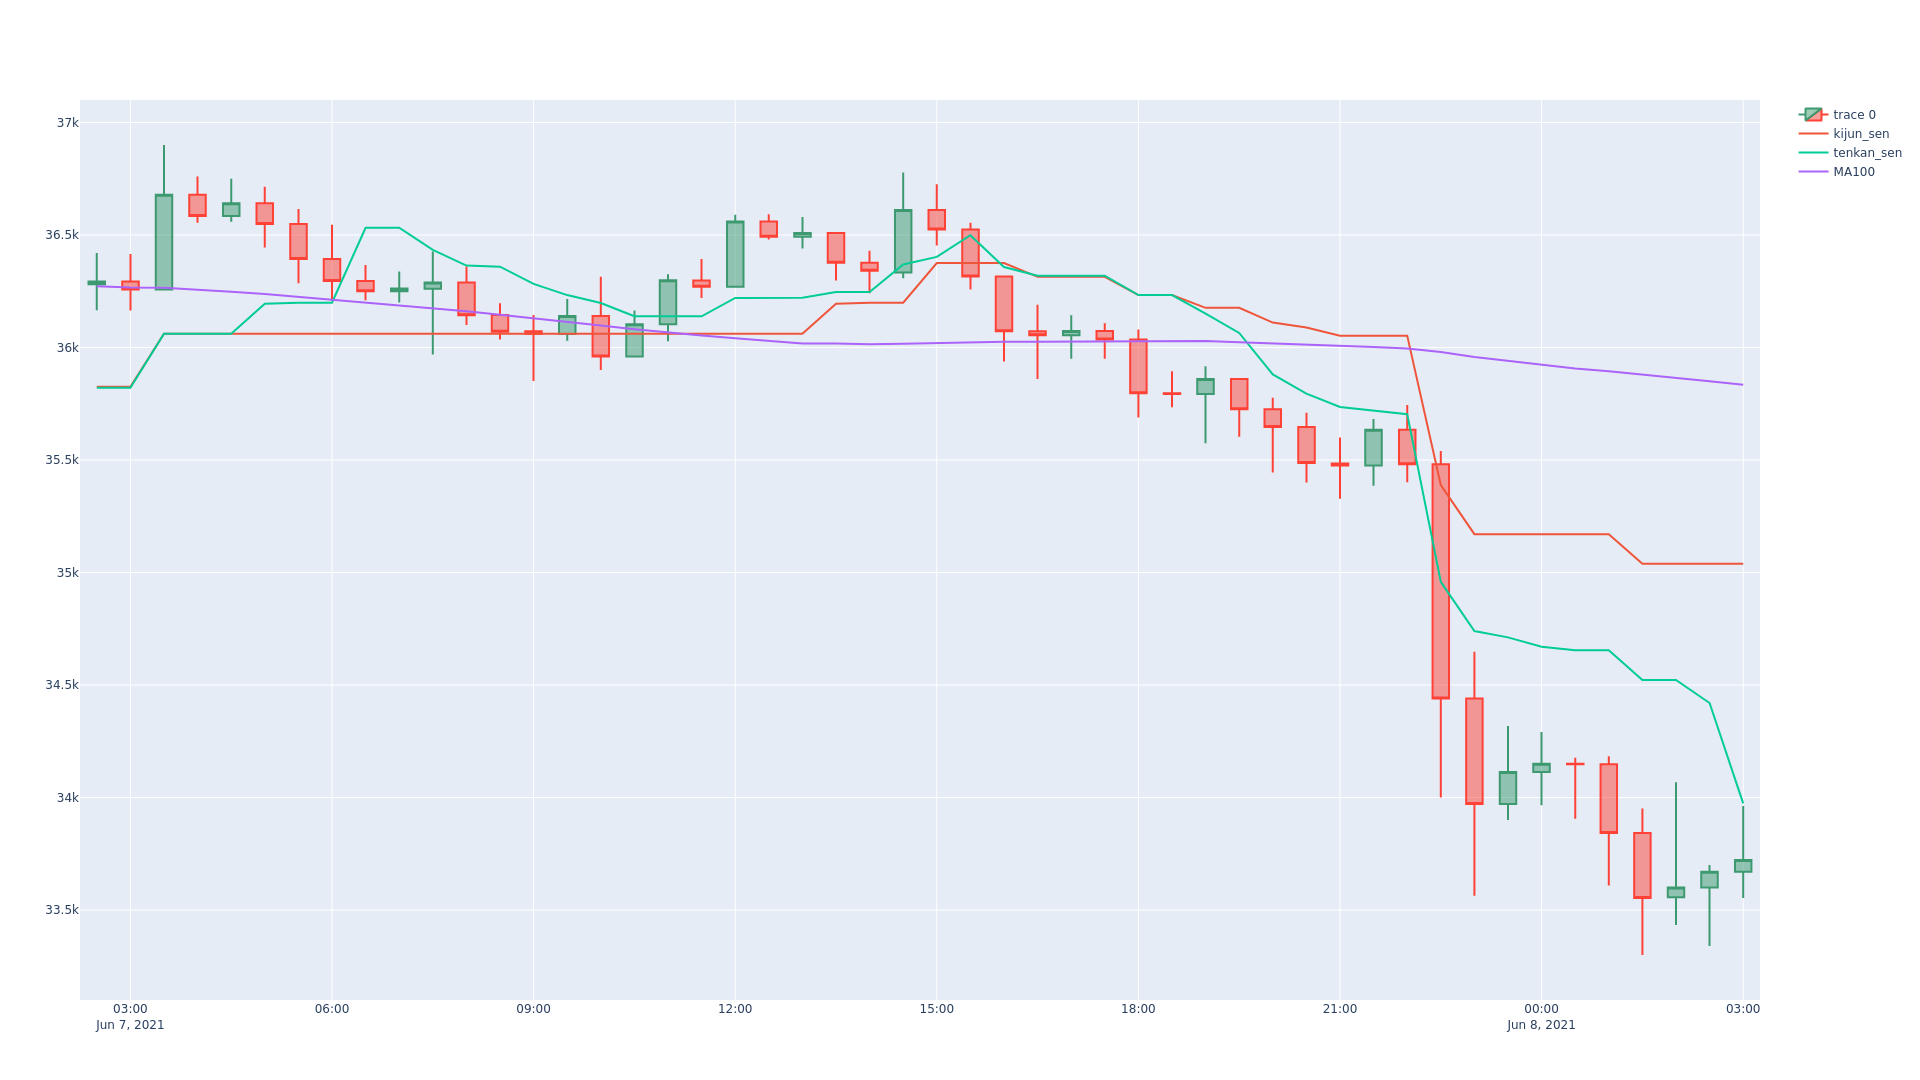 37k
36.5k
36k
35.5k
35k
34.5k
34k
33.5k
03:00 06:00 09:00 12:00 15:00 18:00 21:00 00:00 03:00
Jun 7, 2021 Jun 8, 2021
trace 0
kijun_sen
tenkan_sen
MA100